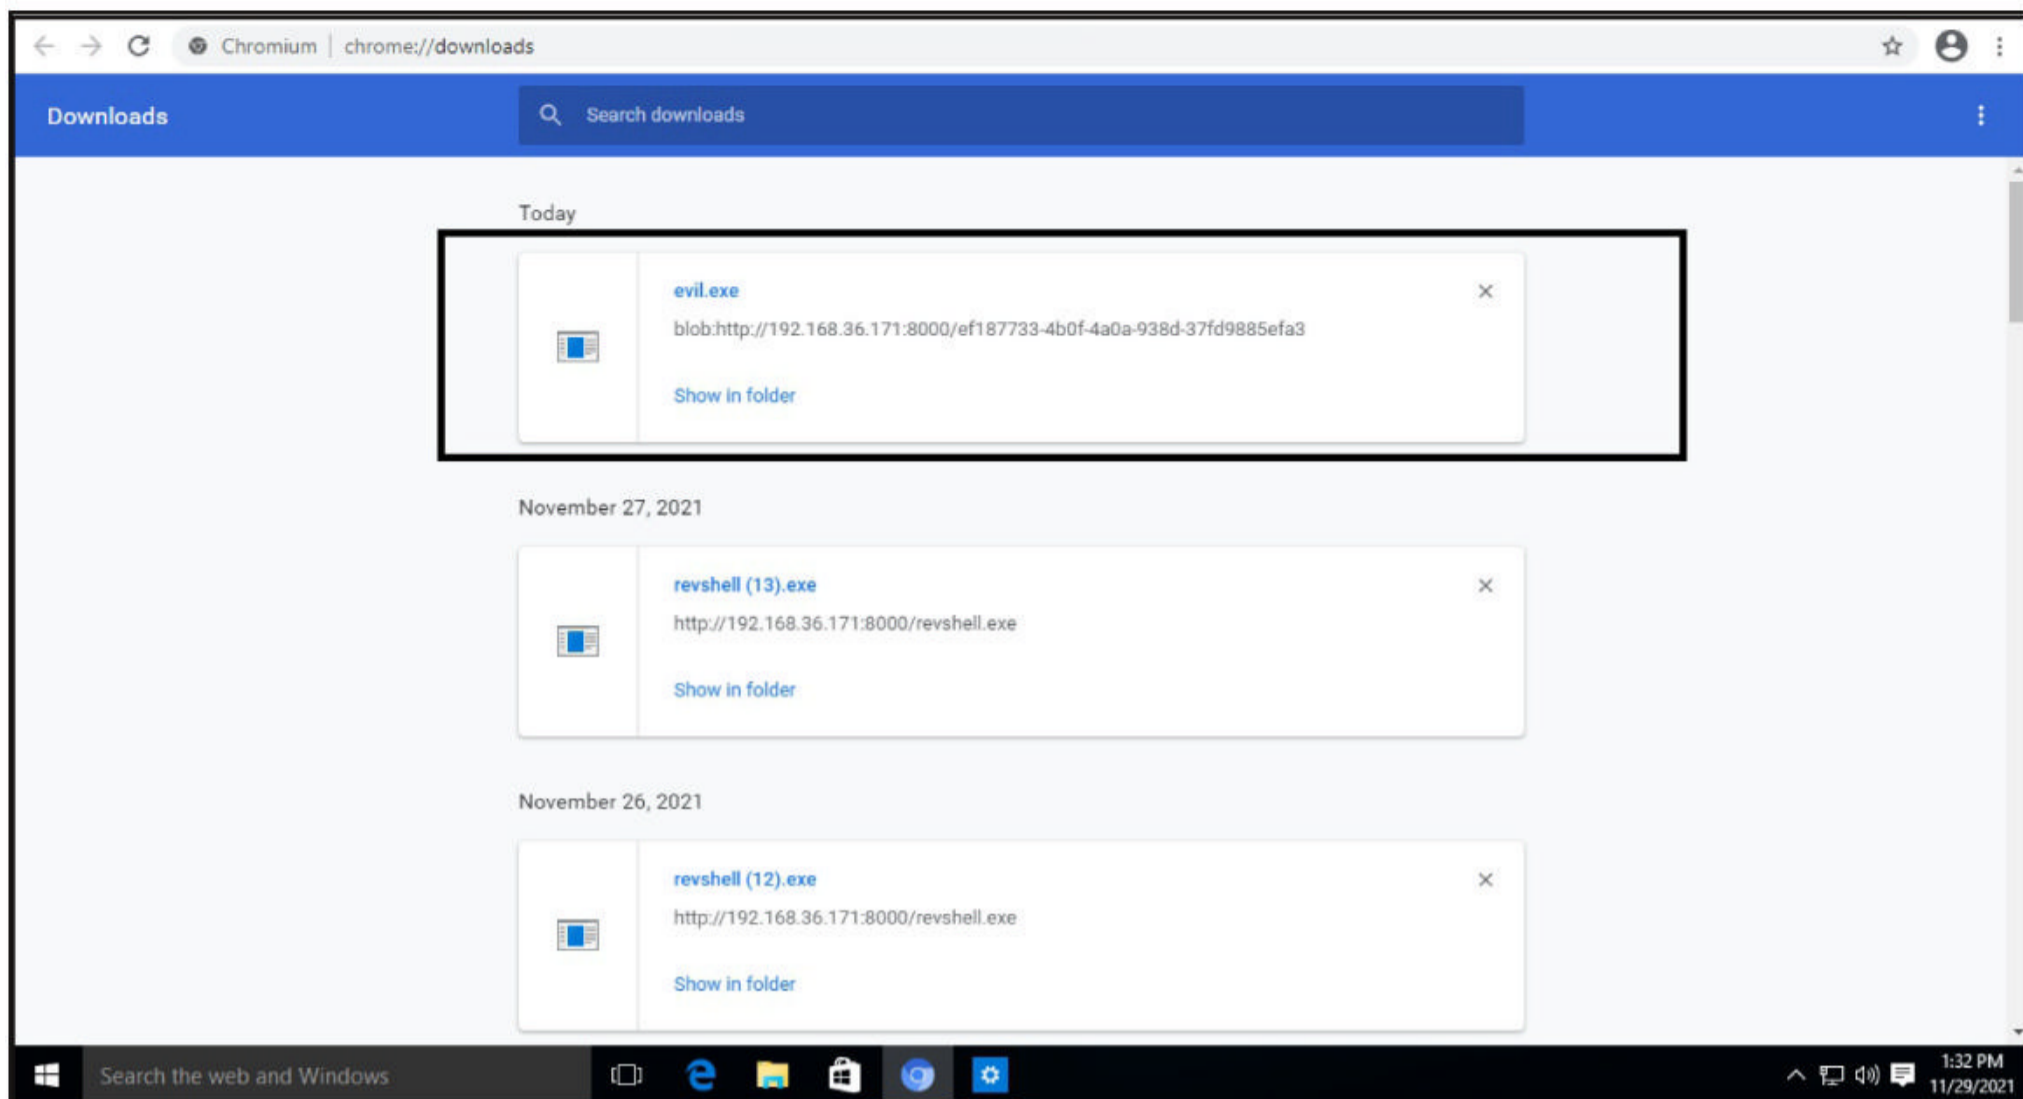 Chromium | chrome://downloads
Downloads
Search downloads
Today
evil.exe
blob:http://192.168.36.171:8000/ef187733-4b0f-4a0a-938d-37fd9885efa3
Show in folder
November 27, 2021
revshell (13).exe
http://192.168.36.171:8000/revshell.exe
Show in folder
November 26, 2021
revshell (12).exe
http://192.168.36.171:8000/revshell.exe
Show in folder
Search the web and Windows
1:32 PM
11/29/2021